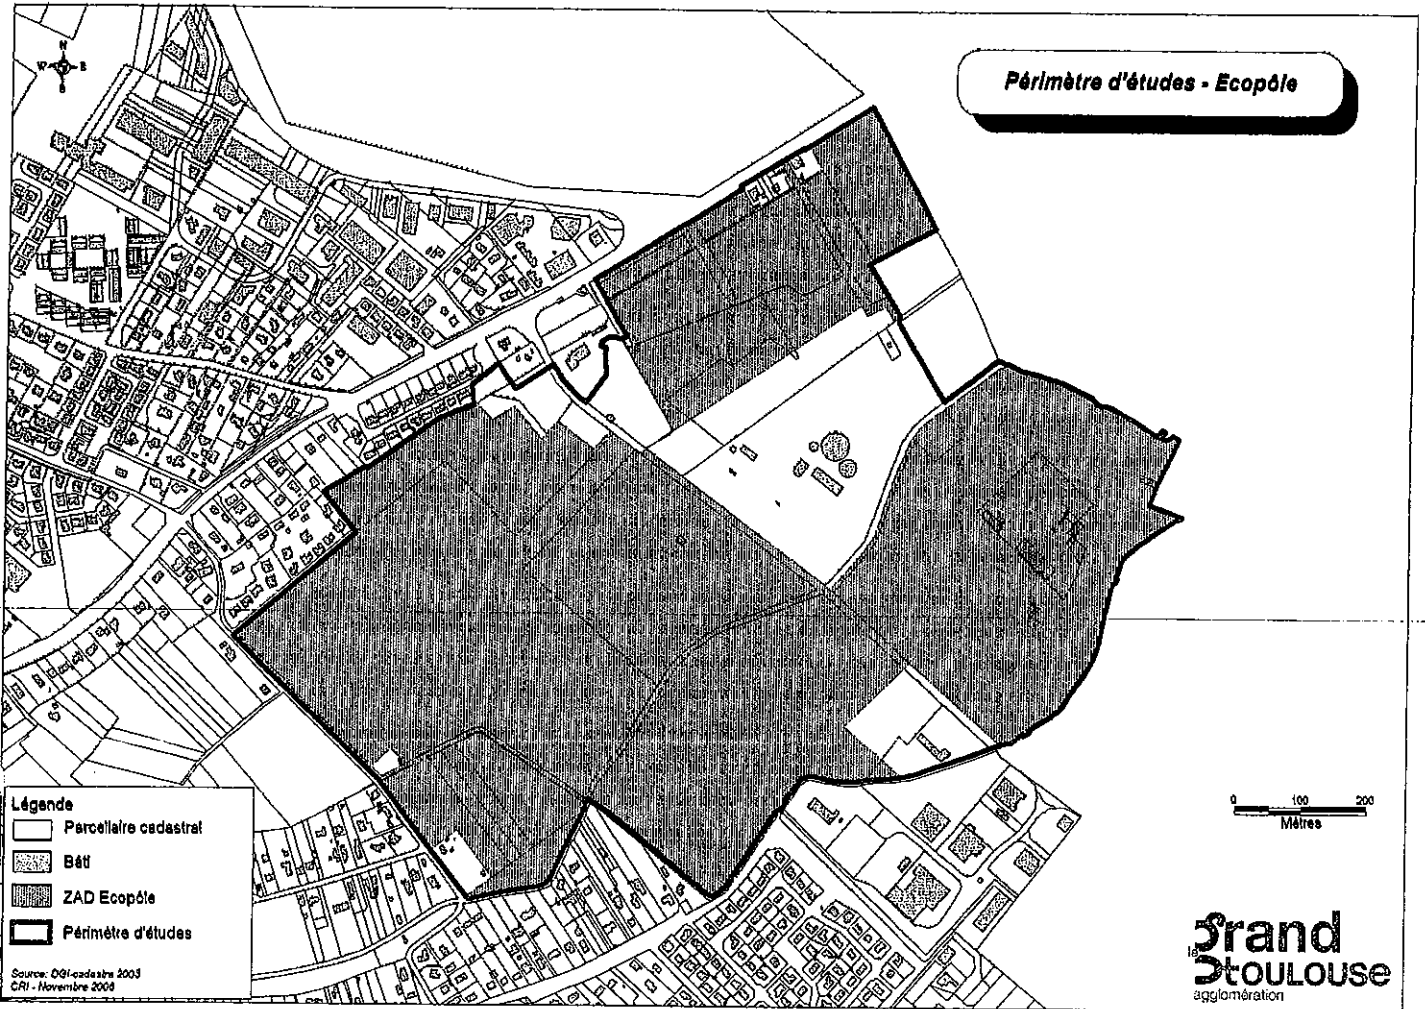 N
W E
S
Périmètre d'études - Ecopôle
Légende
Parcellaire cadastral
Bâti
ZAD Ecopôle
Périmètre d'études
Source: DGI-cadastre 2003
CRI - Novembre 2006
0 100 200
Mètres
le Grand
toulouse
agglomération